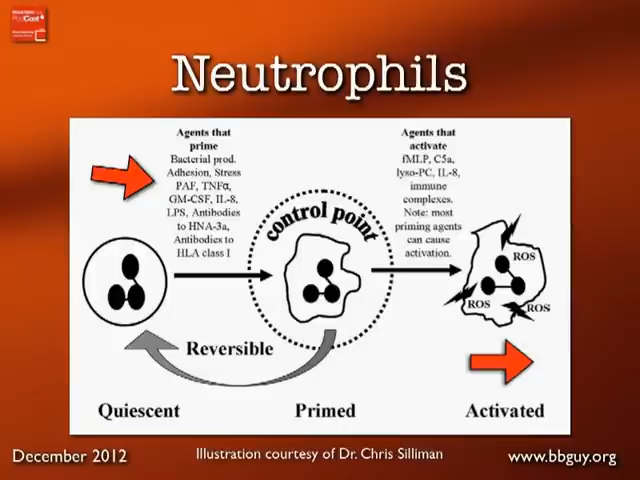 PodCast
Neutrophils
Agents that
prime
Bacterial prod.
Adhesion, Stress
PAF, TNFα,
GM-CSF, IL-8,
LPS, Antibodies
to HNA-3a,
Antibodies to
HLA class I
Agents that
activate
fMLP, C5a,
lyso-PC, IL-8,
immune
complexes.
Note: most
priming agents
can cause
activation.
control point
ROS
ROS
ROS
Reversible
Quiescent
Primed
Activated
December 2012
Illustration courtesy of Dr. Chris Silliman
www.bbguy.org